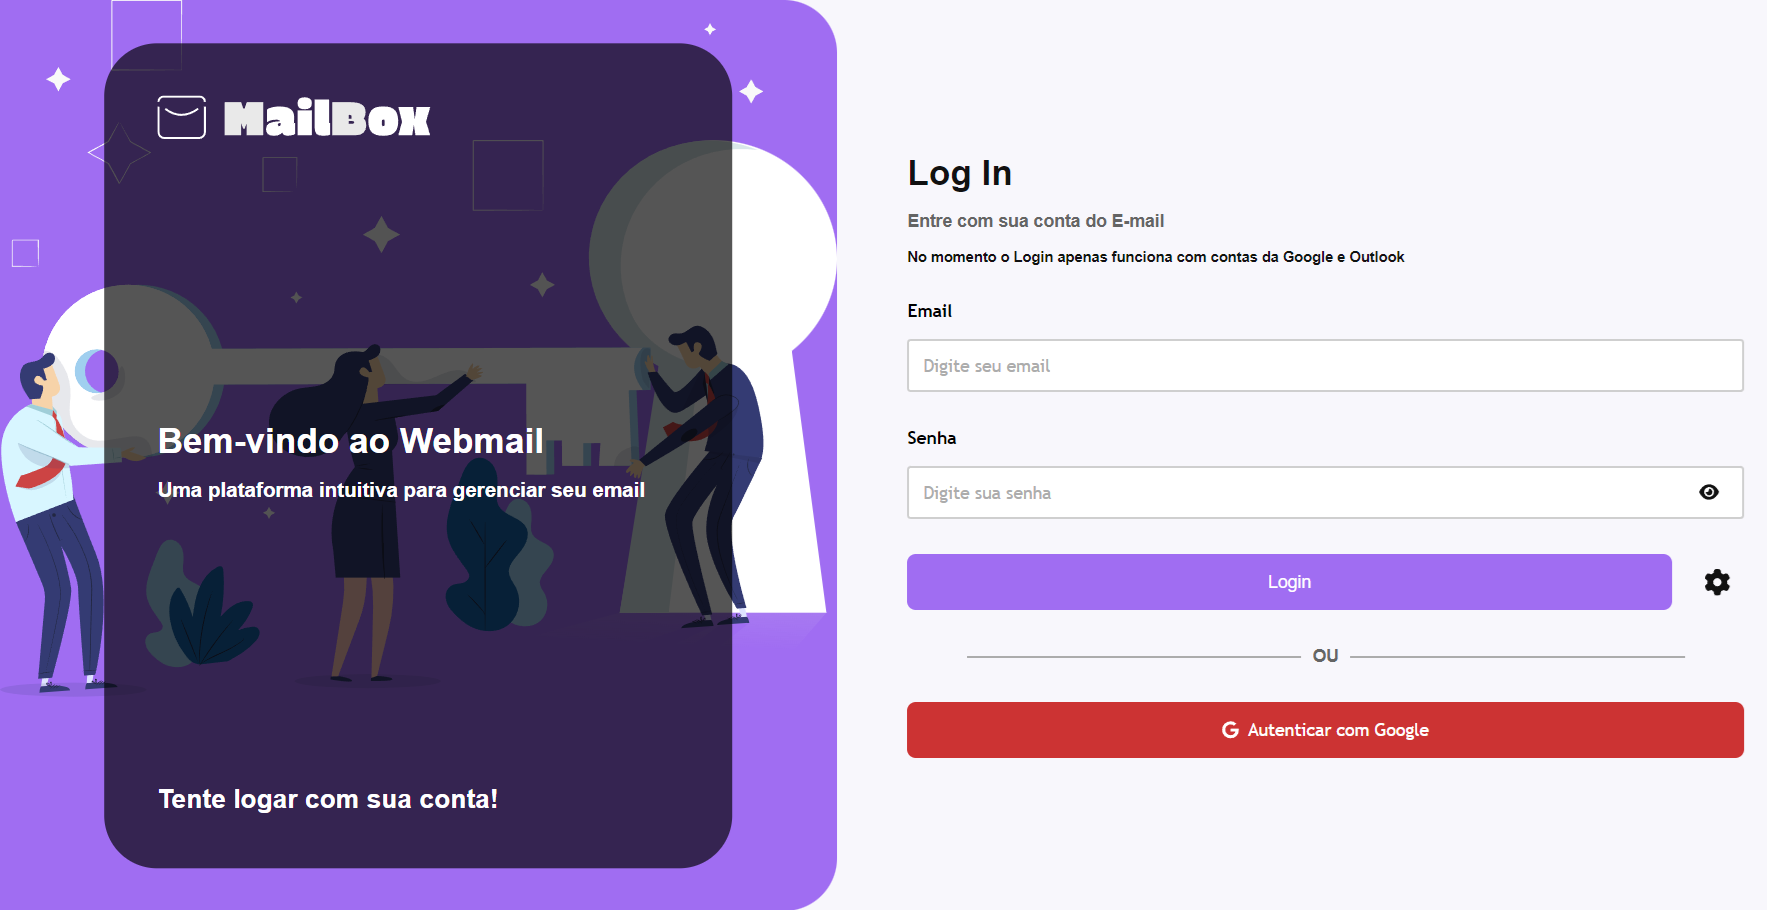 MailBox
Bem-vindo ao Webmail
Uma plataforma intuitiva para gerenciar seu email
Tente logar com sua conta!
Log In
Entre com sua conta do E-mail
No momento o Login apenas funciona com contas da Google e Outlook
Email
Digite seu email
Senha
Digite sua senha
Login
OU
Autenticar com Google